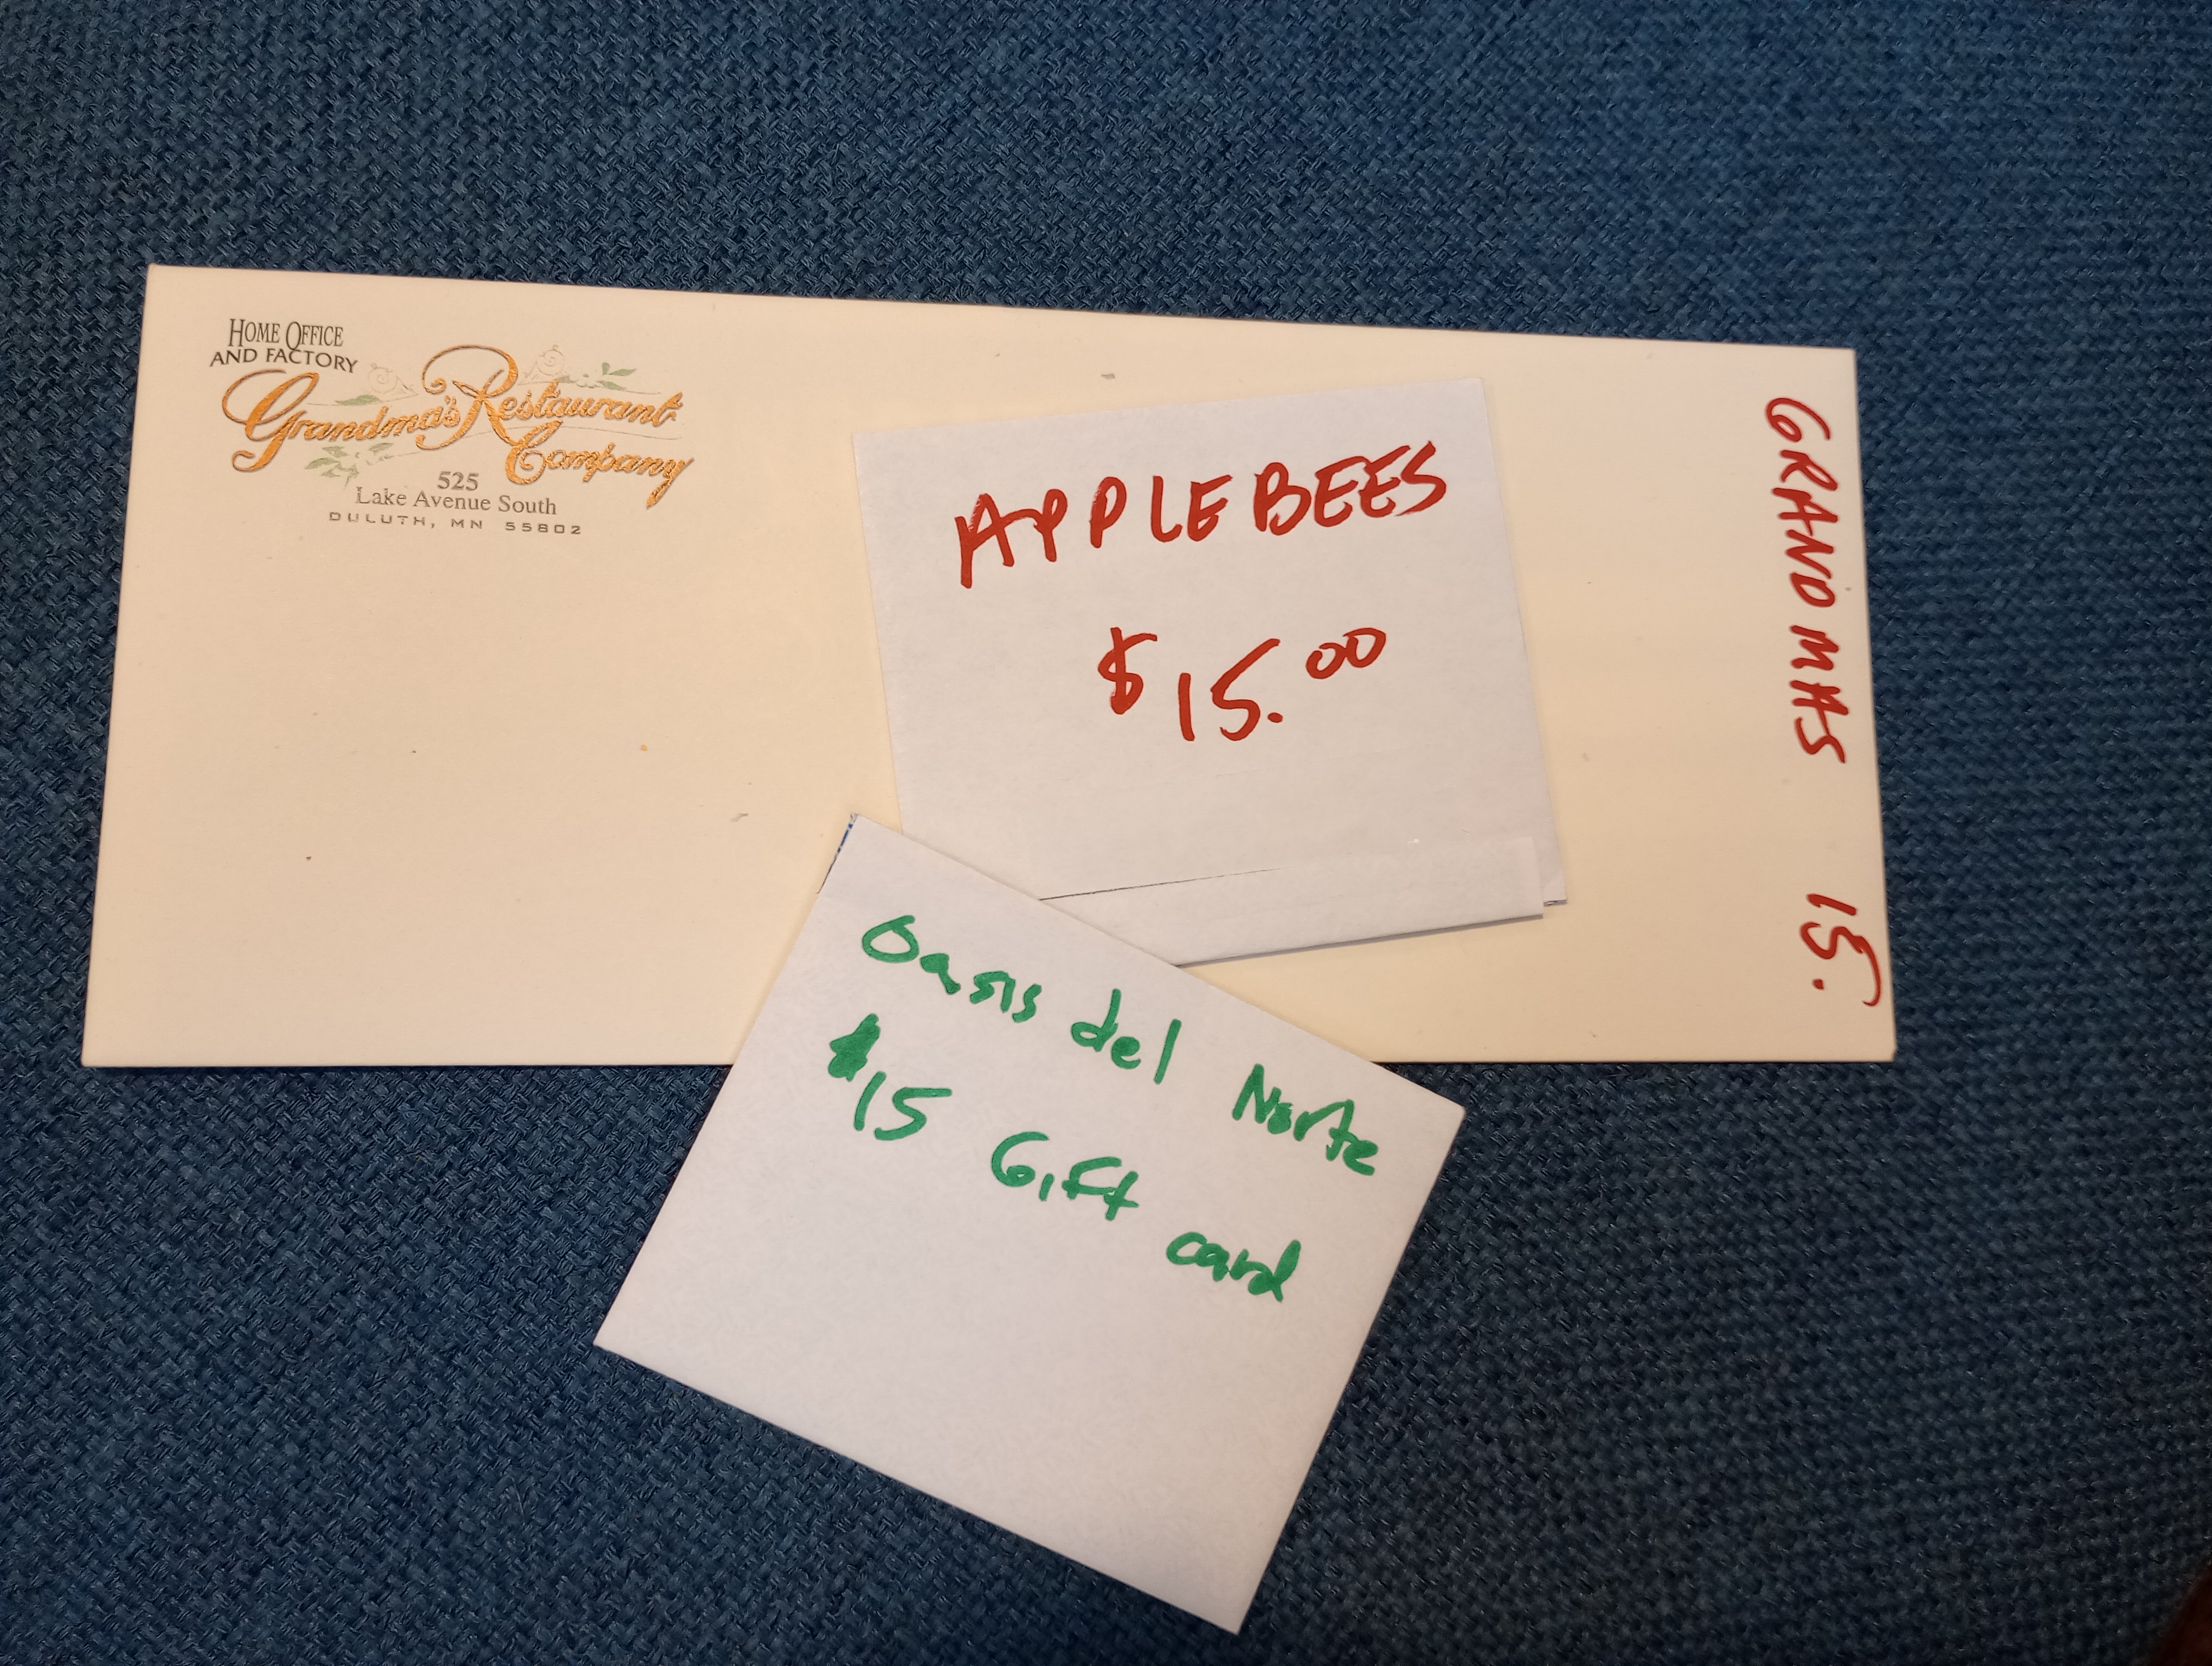 HOME OFFICE
AND FACTORY
Grandma's Restaurant
Company
525
Lake Avenue South
DULUTH, MN 55802
APPLEBEES
$15.00
GRANDMAS 15.
Oasis del Norte
$15 Gift card